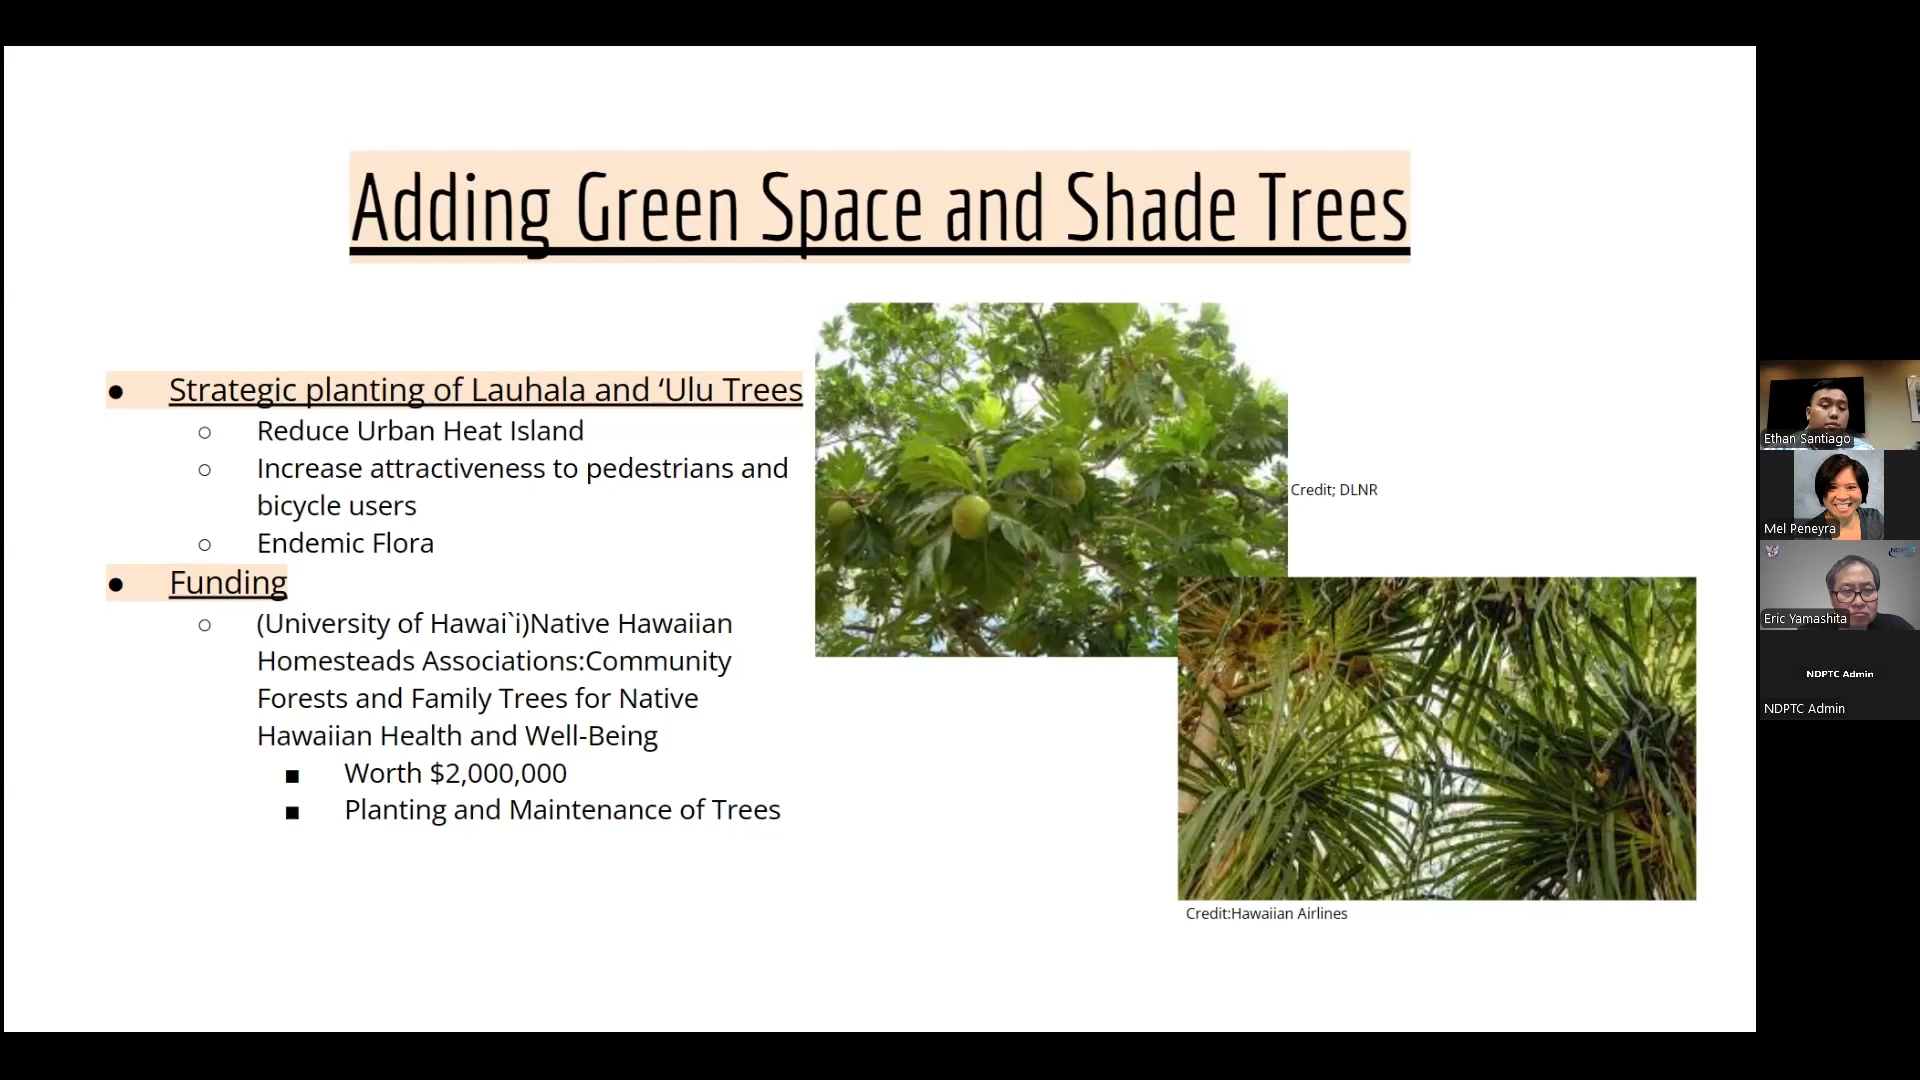 Adding Green Space and Shade Trees
● Strategic planting of Lauhala and ‘Ulu Trees
○ Reduce Urban Heat Island
○ Increase attractiveness to pedestrians and
bicycle users
○ Endemic Flora
● Funding
○ (University of Hawai`i)Native Hawaiian
Homesteads Associations:Community
Forests and Family Trees for Native
Hawaiian Health and Well-Being
■ Worth $2,000,000
■ Planting and Maintenance of Trees
Credit; DLNR
Credit:Hawaiian Airlines
Ethan Santiago
Mel Peneyra
Eric Yamashita
NDPTC Admin
NDPTC Admin